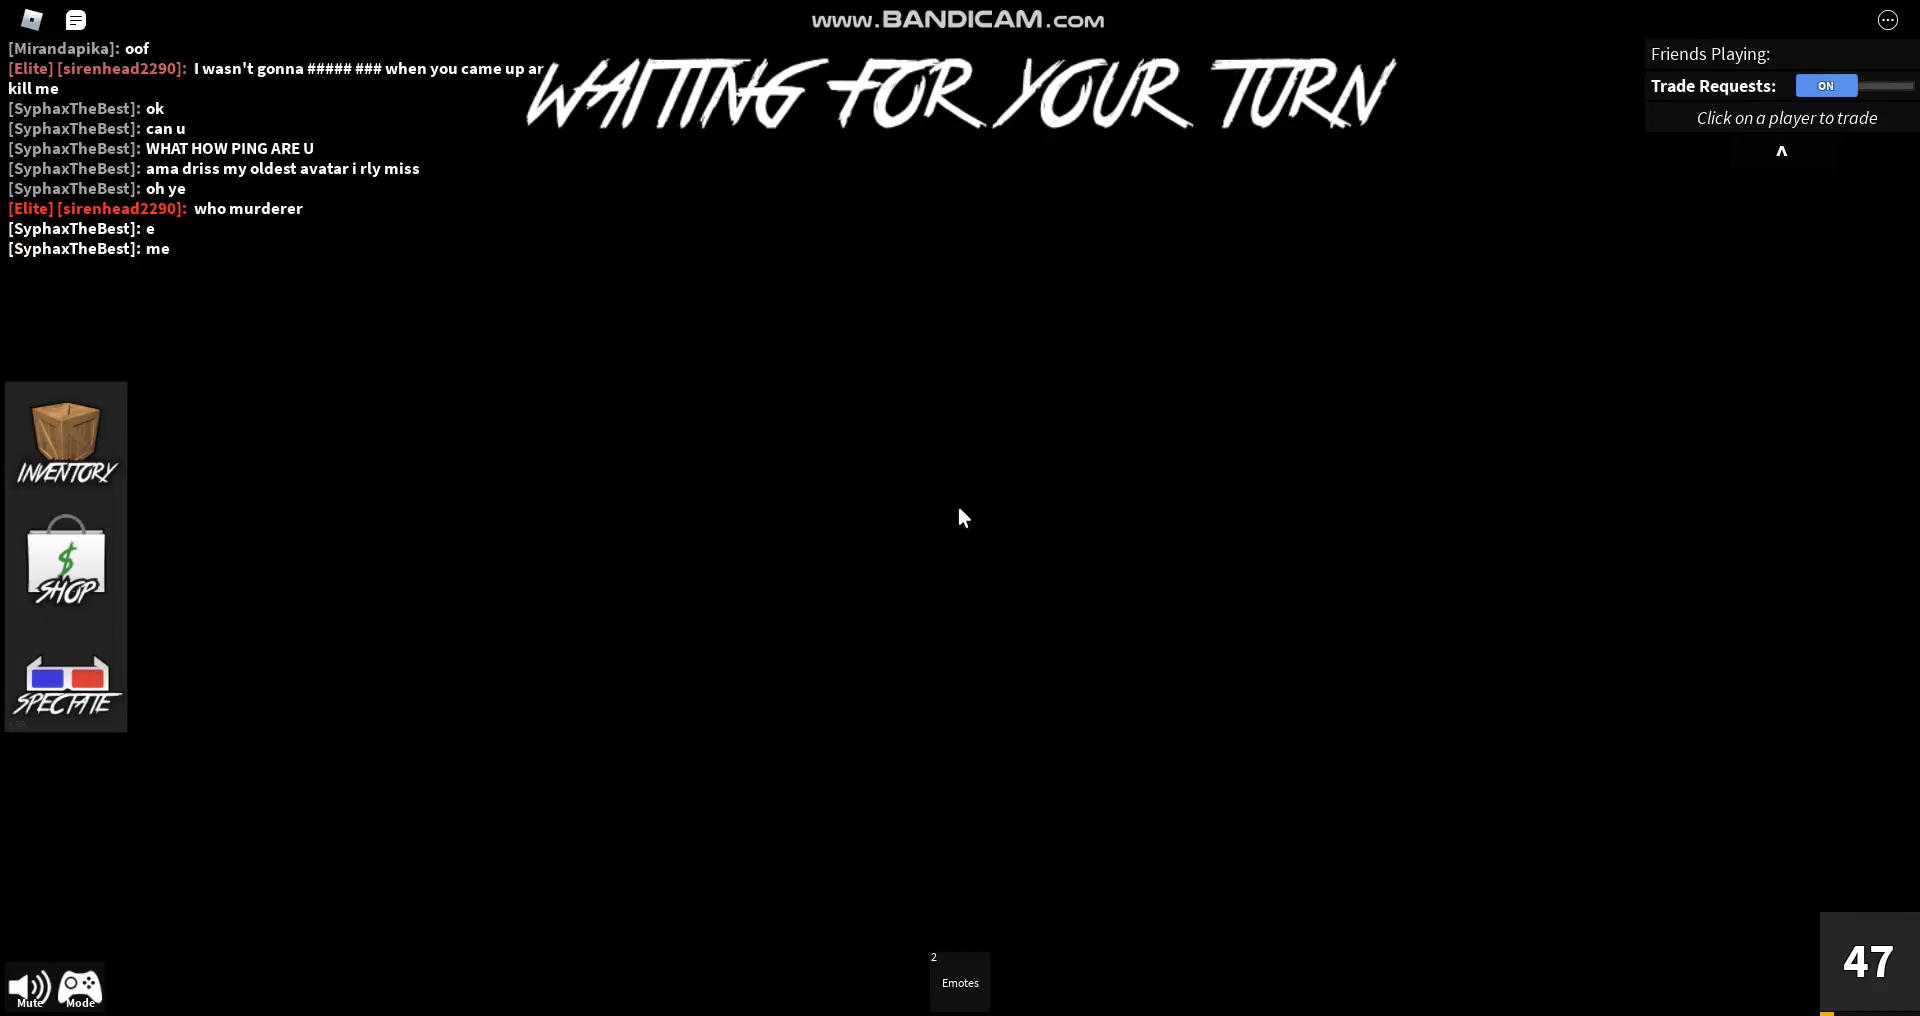 www.BANDICAM.COM
[Mirandapika]: oof
[Elite] [sirenhead2290]: I wasn't gonna ##### ### when you came up ar
kill me
[SyphaxTheBest]: ok
[SyphaxTheBest]: can u
[SyphaxTheBest]: WHAT HOW PING ARE U
[SyphaxTheBest]: ama driss my oldest avatar i rly miss
[SyphaxTheBest]: oh ye
[Elite] [sirenhead2290]: who murderer
[SyphaxTheBest]: e
[SyphaxTheBest]: me
WAITING FOR YOUR TURN
Friends Playing:
Trade Requests: ON
Click on a player to trade
^
INVENTORY
$
SHOP
SPECTATE
Mute
Mode
2
Emotes
47